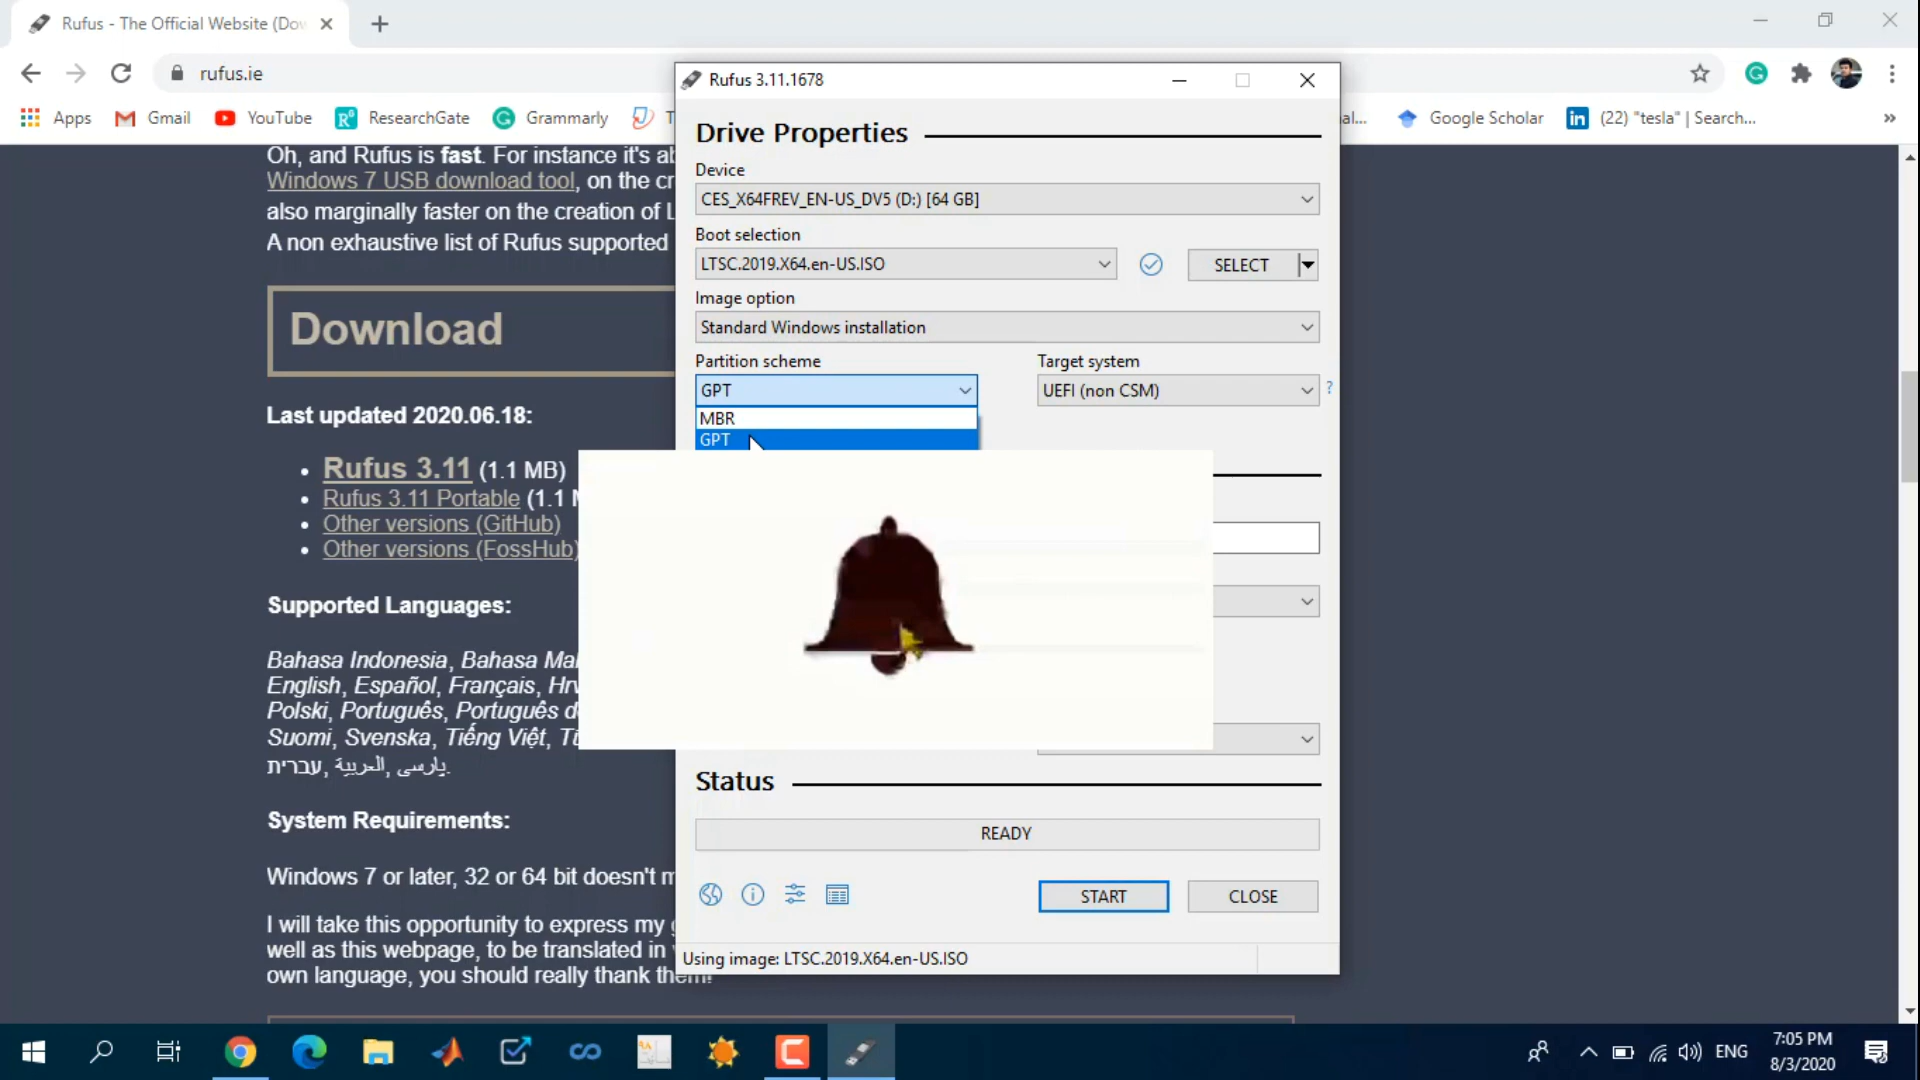 Rufus - The Official Website (Dow
rufus.ie
Apps
Gmail
YouTube
ResearchGate
Grammarly
al...
Google Scholar
(22) "tesla" | Search...
»
Oh, and Rufus is fast. For instance it's
Windows 7 USB download tool, on the
also marginally faster on the creation of
A non exhaustive list of Rufus supported
Download
Last updated 2020.06.18:
Rufus 3.11 (1.1 MB)
Rufus 3.11 Portable (1.1
Other versions (GitHub)
Other versions (FossHub)
Supported Languages:
Bahasa Indonesia, Bahasa
English, Español, Français,
Polski, Português, Português
Suomi, Svenska, Tiếng Việt,
پارسی ,العربية ,עברית.
System Requirements:
Windows 7 or later, 32 or 64 bit doesn't
I will take this opportunity to express my
well as this webpage, to be translated in
own language, you should really thank them!
Rufus 3.11.1678
Drive Properties
Device
CES_X64FREV_EN-US_DV5 (D:) [64 GB]
Boot selection
LTSC.2019.X64.en-US.ISO
SELECT
Image option
Standard Windows installation
Partition scheme
Target system
GPT
UEFI (non CSM)
?
MBR
GPT
Status
READY
START
CLOSE
Using image: LTSC.2019.X64.en-US.ISO
ENG
7:05 PM
8/3/2020